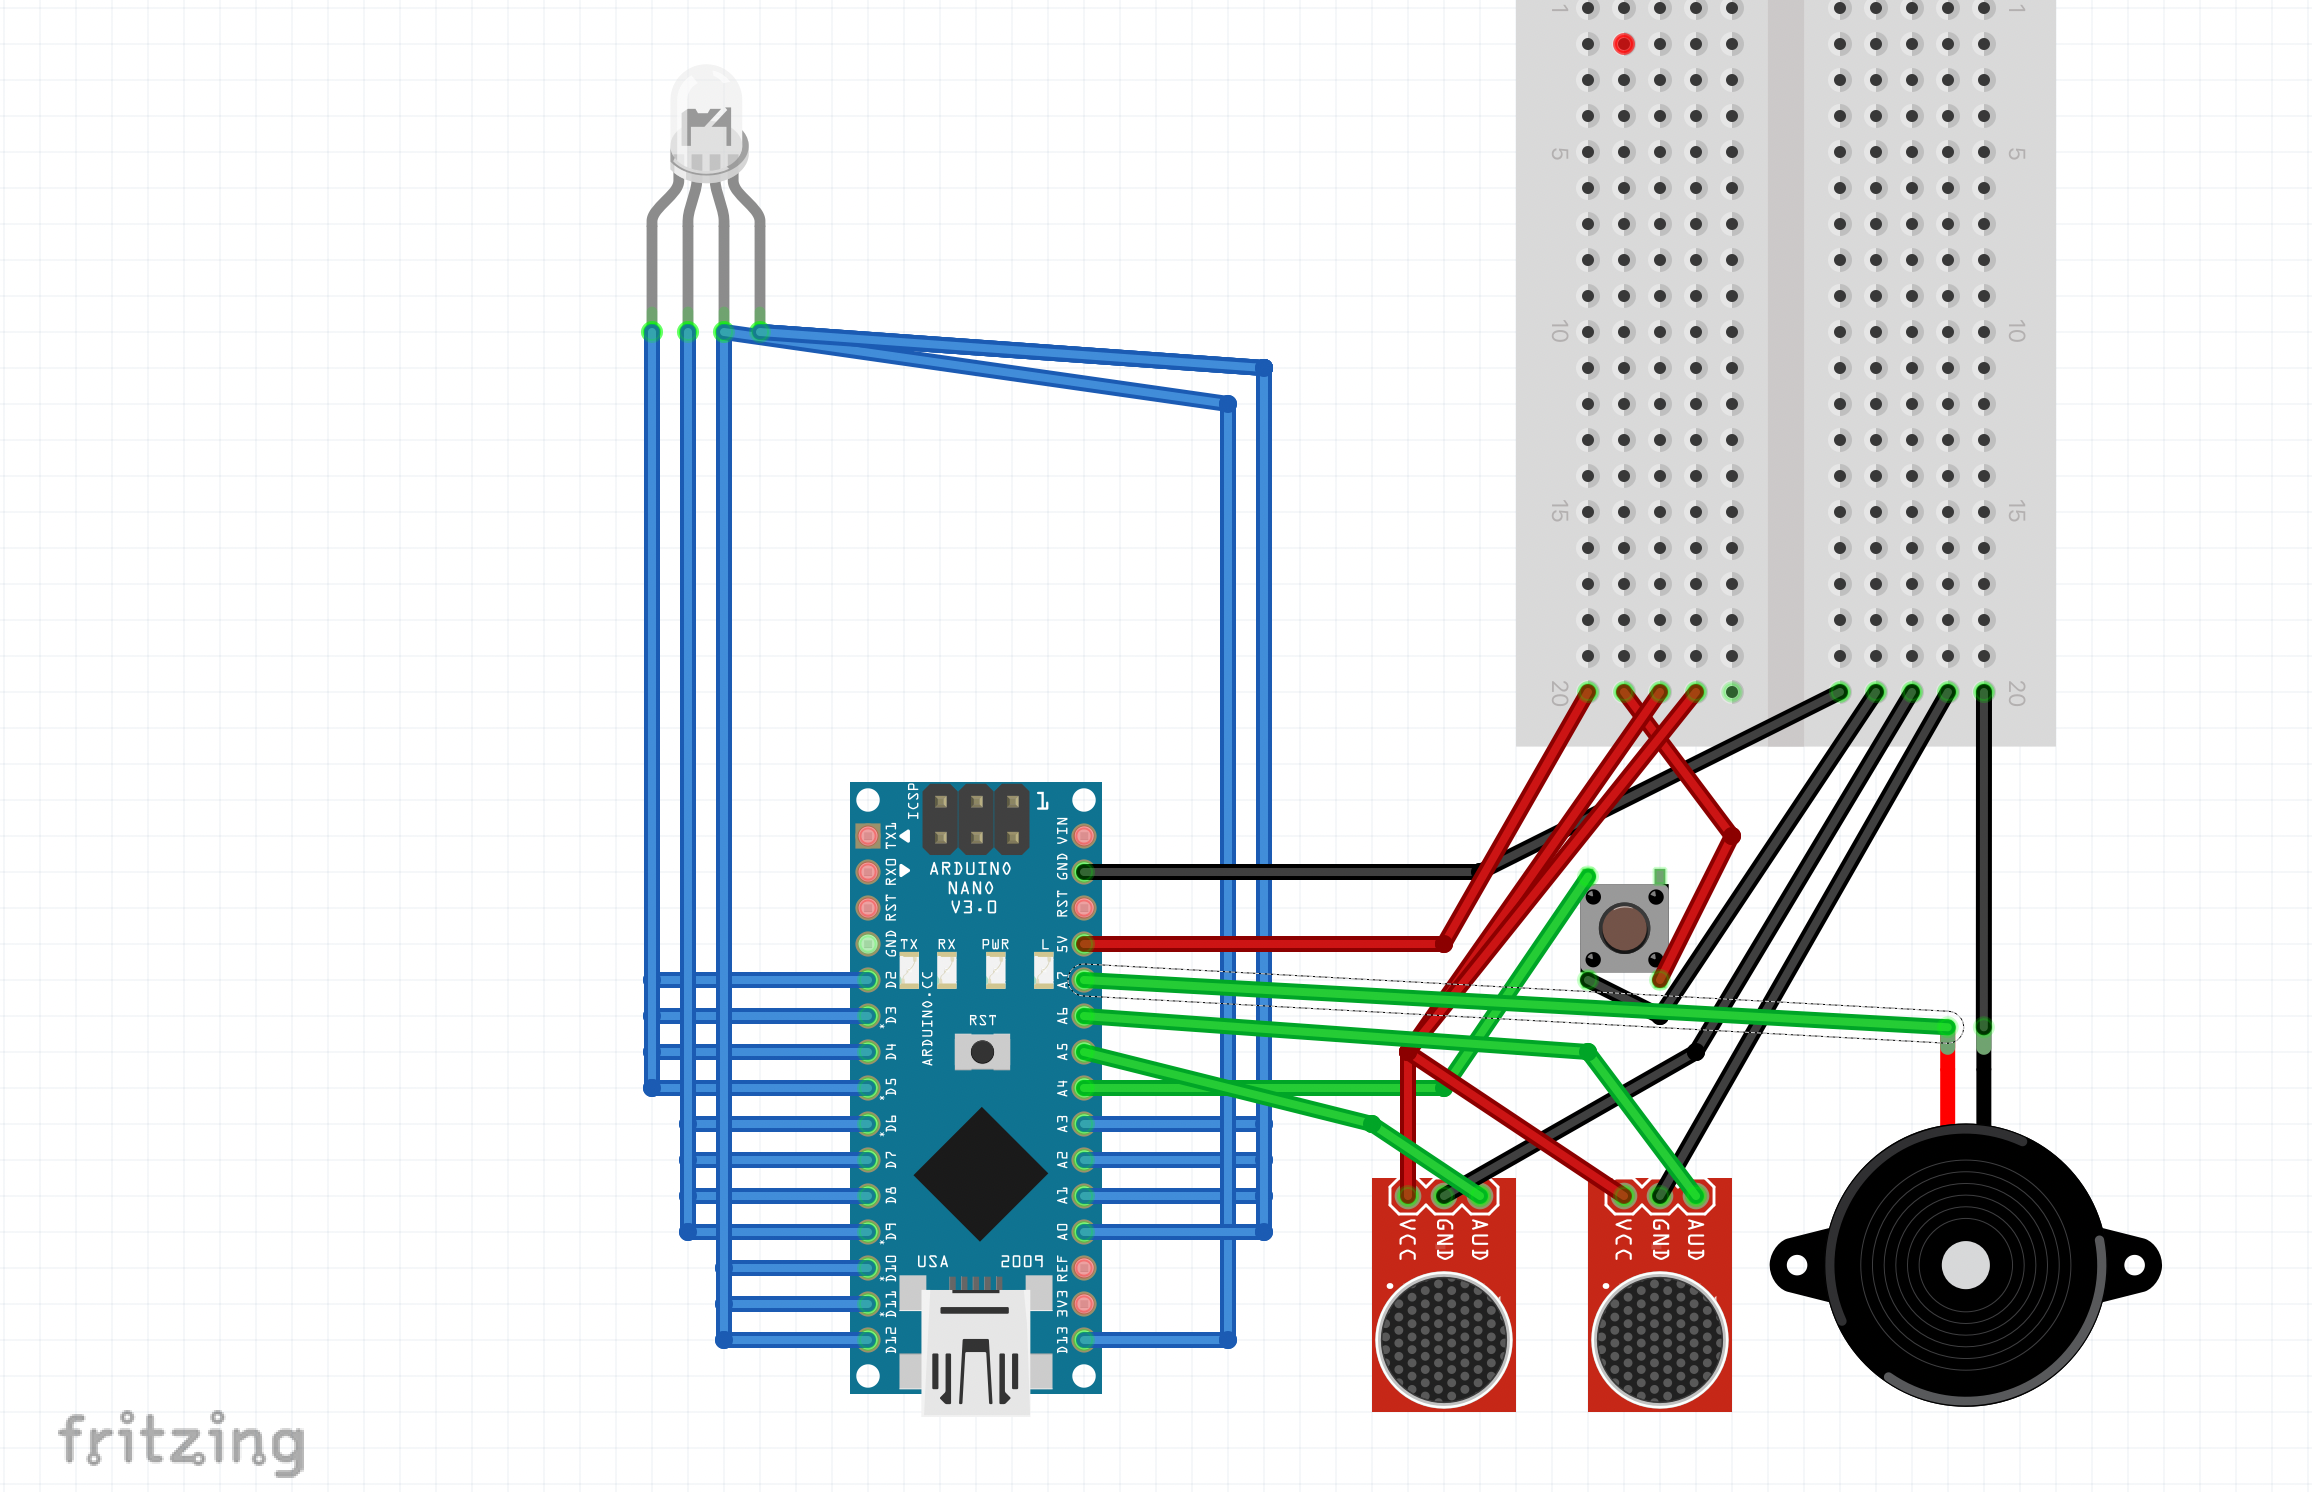 1 1
5 5
10 10
15 15
20 20
ICSP
1
TX1
RX0
RST
GND
D2
*D3
D4
*D5
*D6
D7
D8
*D9
*D10
*D11
D12
VIN
GND
RST
5V
A7
A6
A5
A4
A3
A2
A1
A0
REF
3V3
D13
ARDUINO
NANO
V3.0
TX RX PWR L
ARDUINO.CC
RST
USA 2009
VCC GND AUD
VCC GND AUD
fritzing